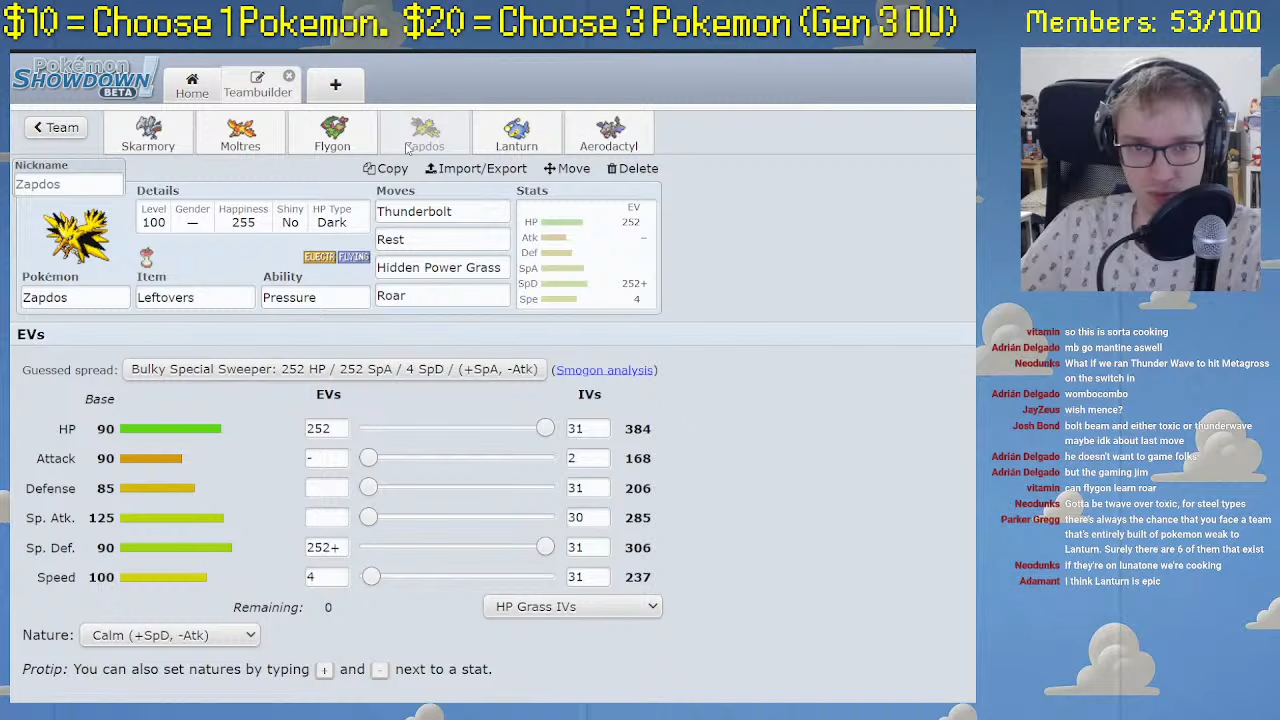 $10 = Choose 1 Pokemon. $20 = Choose 3 Pokemon (Gen 3 OU)
Members: 53/100
Pokémon
SHOWDOWN!
BETA
Home
Teambuilder
+
Team
Skarmory
Moltres
Flygon
Zapdos
Lanturn
Aerodactyl
Copy
Import/Export
Move
Delete
Nickname
Zapdos
Details
Moves
Stats
Level
Gender
Happiness
Shiny
HP Type
100
—
255
No
Dark
Thunderbolt
Rest
Hidden Power Grass
Roar
EV
HP 252
Atk –
Def
SpA
SpD 252+
Spe 4
ELECTR FLYING
Pokémon
Item
Ability
Zapdos
Leftovers
Pressure
EVs
Guessed spread: Bulky Special Sweeper: 252 HP / 252 SpA / 4 SpD / (+SpA, -Atk) (Smogon analysis)
Base EVs IVs
HP 90 252 31 384
Attack 90 - 2 168
Defense 85 31 206
Sp. Atk. 125 30 285
Sp. Def. 90 252+ 31 306
Speed 100 4 31 237
Remaining: 0 HP Grass IVs
Nature: Calm (+SpD, -Atk)
Protip: You can also set natures by typing + and - next to a stat.
vitamin so this is sorta cooking
Adrián Delgado mb go mantine aswell
Neodunks What if we ran Thunder Wave to hit Metagross
on the switch in
Adrián Delgado wombocombo
JayZeus wish mence?
Josh Bond bolt beam and either toxic or thunderwave
maybe idk about last move
Adrián Delgado he doesn't want to game folks
Adrián Delgado but the gaming jim
vitamin can flygon learn roar
Neodunks Gotta be twave over toxic, for steel types
Parker Gregg there's always the chance that you face a team
that's entirely built of pokemon weak to
Lanturn. Surely there are 6 of them that exist
Neodunks if they're on lunatone we're cooking
Adamant I think Lanturn is epic